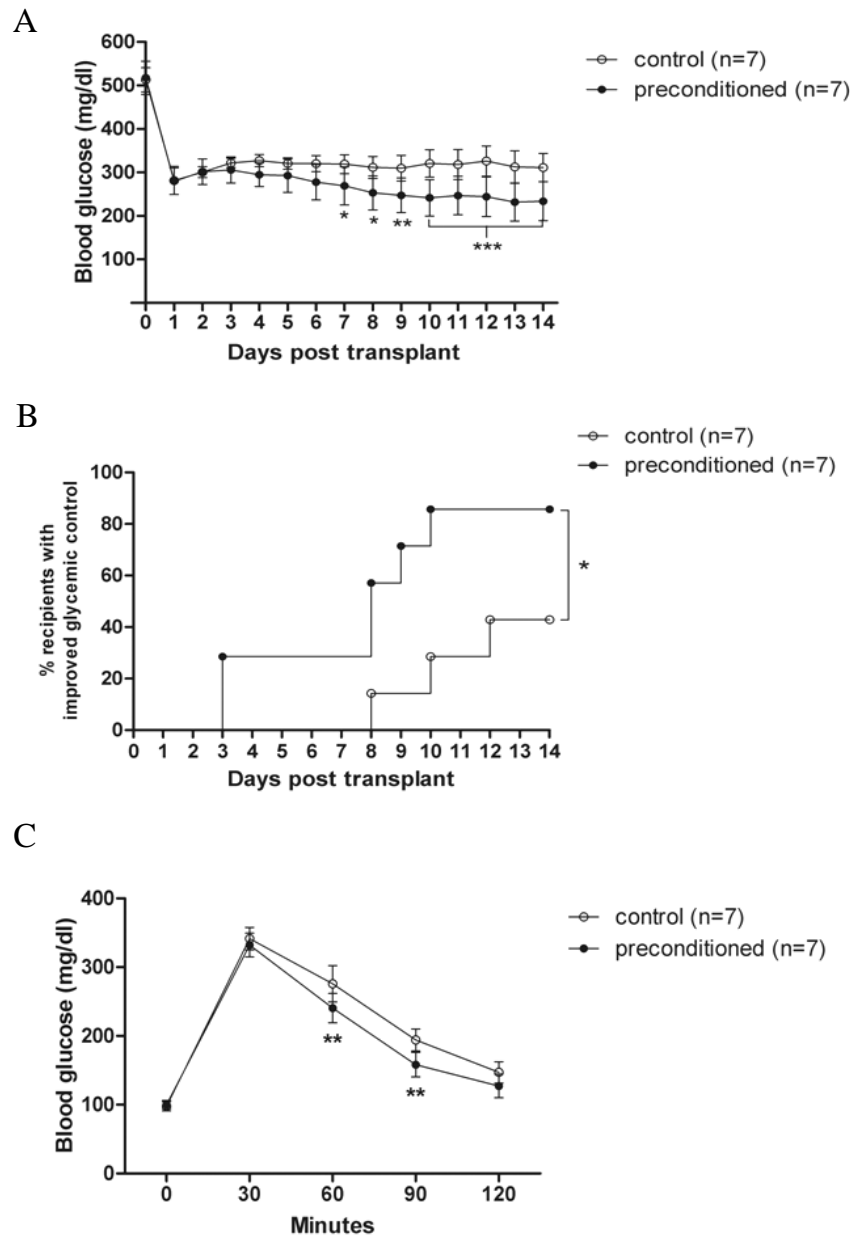 A
Blood glucose (mg/dl)
600
500
400
300
200
100
0 1 2 3 4 5 6 7 8 9 10 11 12 13 14
Days post transplant
* * ** ***
control (n=7)
preconditioned (n=7)
B
% recipients with
improved glycemic control
100
80
60
40
20
0
0 1 2 3 4 5 6 7 8 9 10 11 12 13 14
Days post transplant
*
control (n=7)
preconditioned (n=7)
C
Blood glucose (mg/dl)
400
300
200
100
0
0 30 60 90 120
Minutes
** **
control (n=7)
preconditioned (n=7)